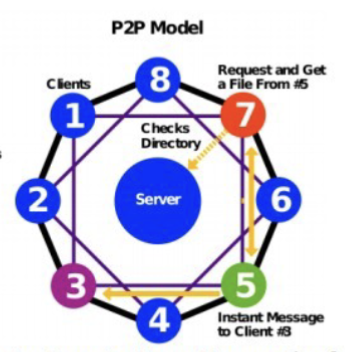 P2P Model
8
Clients
Request and Get
a File From #5
1
7
Checks
Directory
2
Server
6
3
5
4
Instant Message
to Client #3